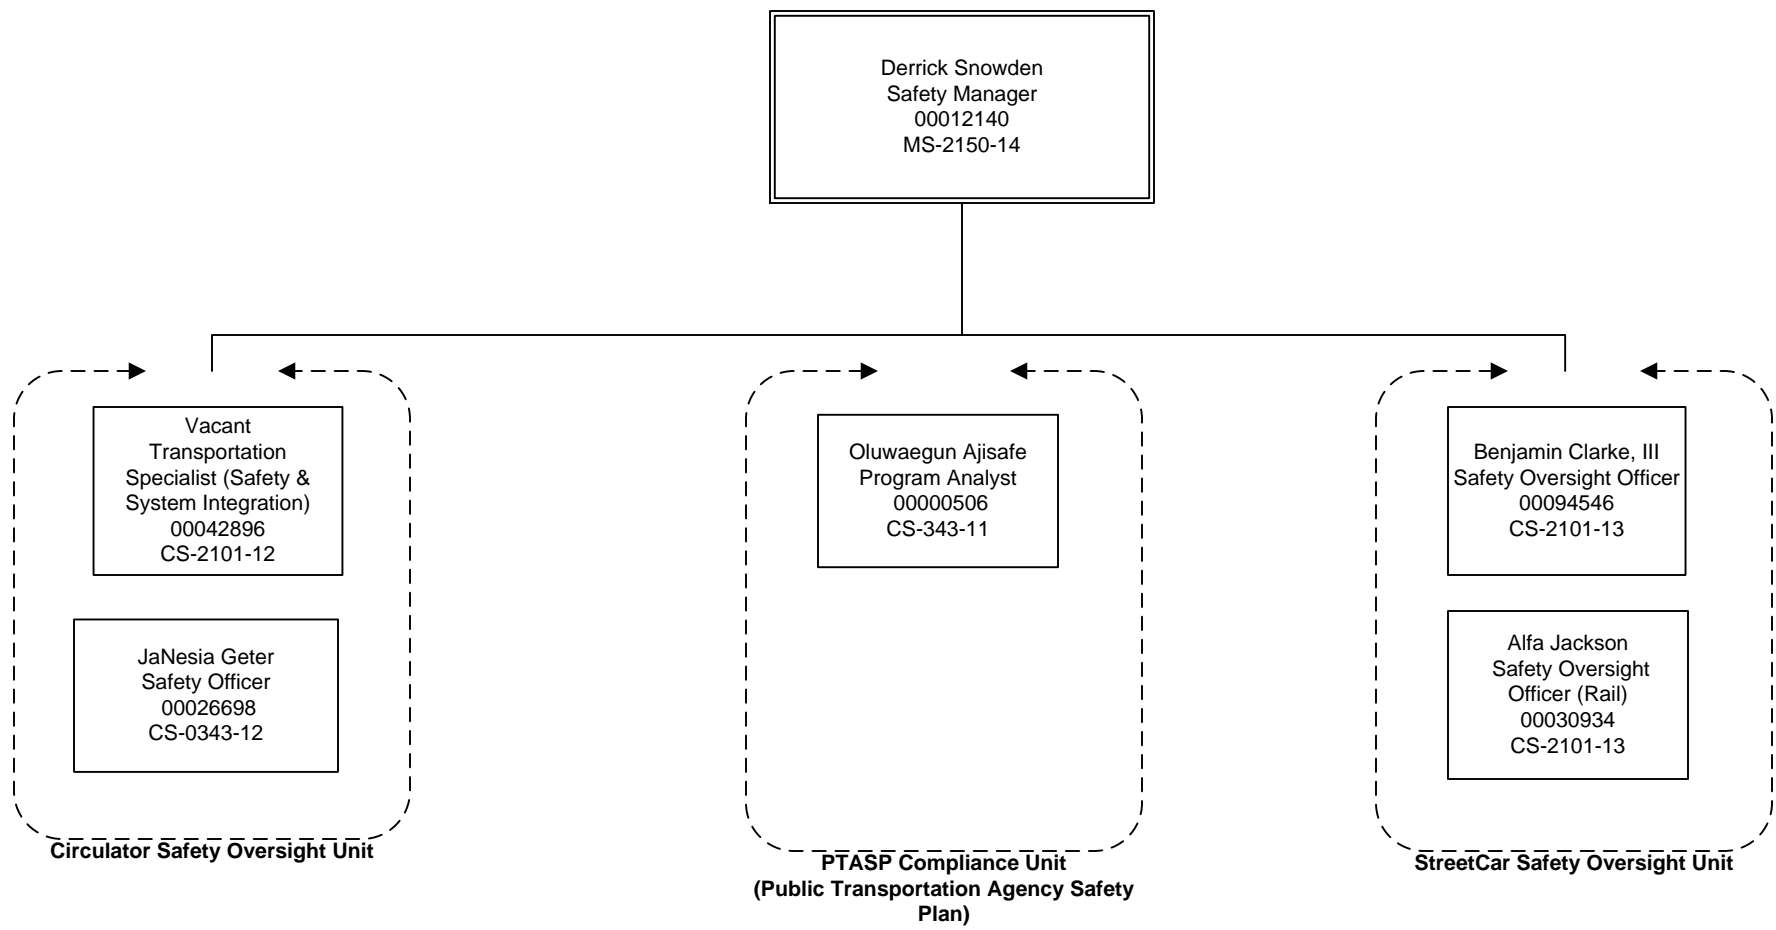 Derrick Snowden
Safety Manager
00012140
MS-2150-14
Vacant
Transportation
Specialist (Safety &
System Integration)
00042896
CS-2101-12
JaNesia Geter
Safety Officer
00026698
CS-0343-12
Circulator Safety Oversight Unit
Oluwaegun Ajisafe
Program Analyst
00000506
CS-343-11
PTASP Compliance Unit
(Public Transportation Agency Safety
Plan)
Benjamin Clarke, III
Safety Oversight Officer
00094546
CS-2101-13
Alfa Jackson
Safety Oversight
Officer (Rail)
00030934
CS-2101-13
StreetCar Safety Oversight Unit